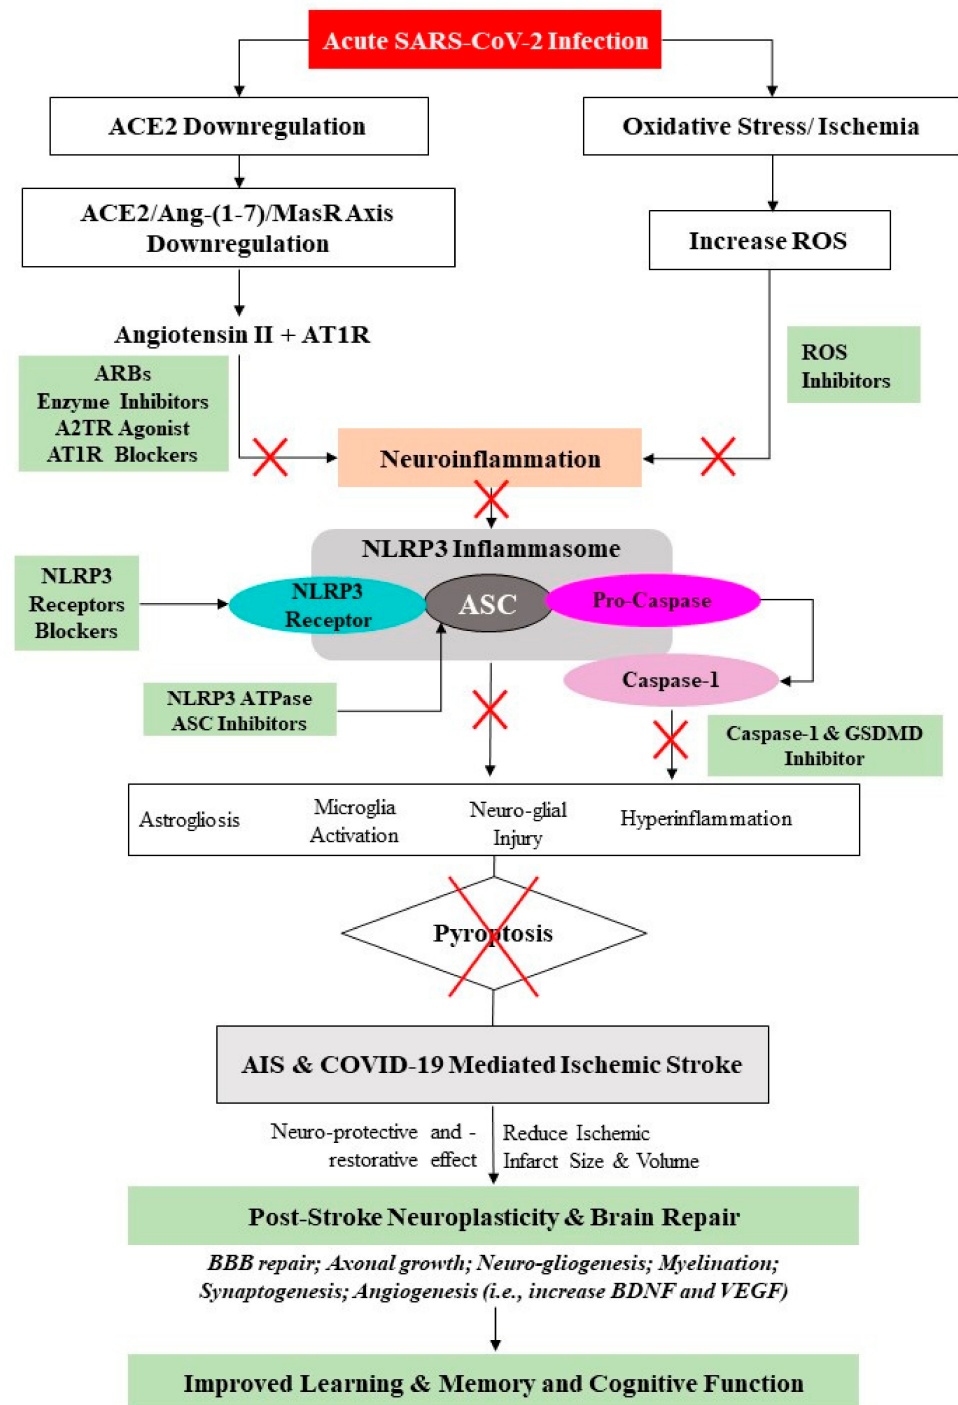 Acute SARS-CoV-2 Infection
ACE2 Downregulation
Oxidative Stress/ Ischemia
ACE2/Ang-(1-7)/MasR Axis
Downregulation
Increase ROS
Angiotensin II + AT1R
ARBs
Enzyme Inhibitors
A2TR Agonist
AT1R Blockers
ROS
Inhibitors
Neuroinflammation
NLRP3 Inflammasome
NLRP3
Receptors
Blockers
NLRP3
Receptor
ASC
Pro-Caspase
Caspase-1
NLRP3 ATPase
ASC Inhibitors
Caspase-1 & GSDMD
Inhibitor
Astrogliosis
Microglia
Activation
Neuro-glial
Injury
Hyperinflammation
Pyroptosis
AIS & COVID-19 Mediated Ischemic Stroke
Neuro-protective and -
restorative effect
Reduce Ischemic
Infarct Size & Volume
Post-Stroke Neuroplasticity & Brain Repair
BBB repair; Axonal growth; Neuro-gliogenesis; Myelination;
Synaptogenesis; Angiogenesis (i.e., increase BDNF and VEGF)
Improved Learning & Memory and Cognitive Function